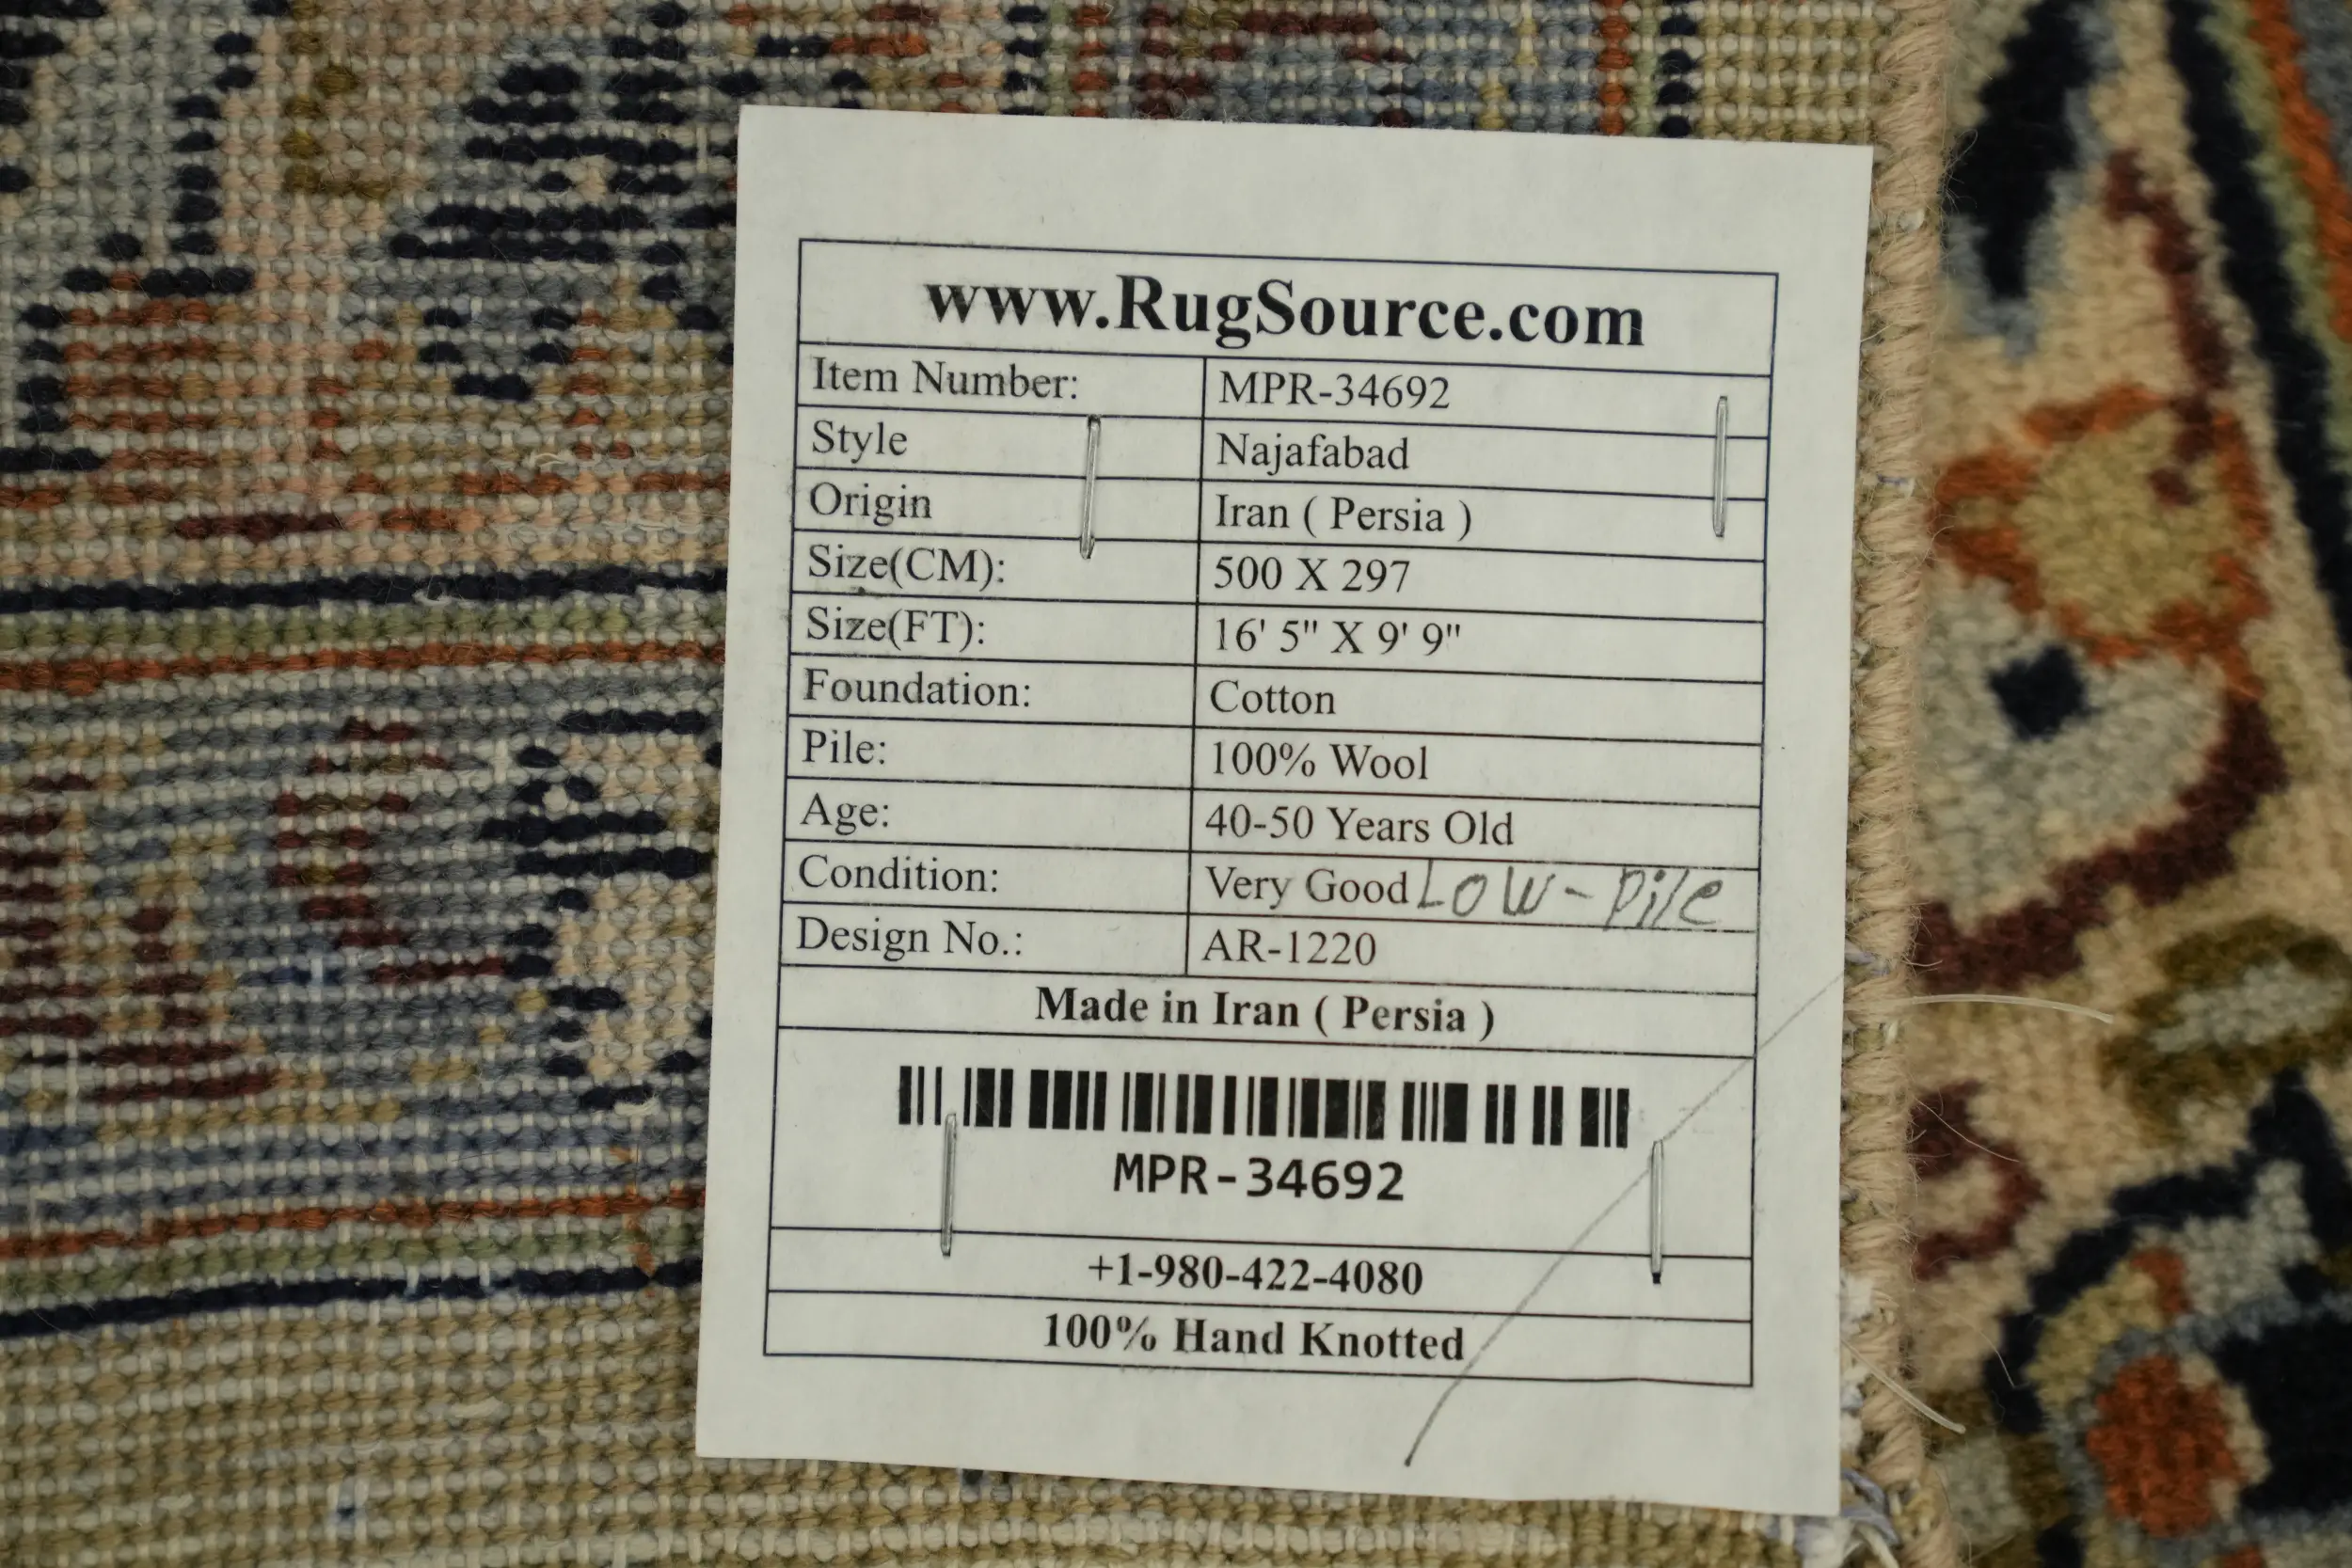 www.RugSource.com
Item Number: MPR-34692
Style Najafabad
Origin Iran ( Persia )
Size(CM): 500 X 297
Size(FT): 16' 5" X 9' 9"
Foundation: Cotton
Pile: 100% Wool
Age: 40-50 Years Old
Condition: Very Good Low-Pile
Design No.: AR-1220
Made in Iran ( Persia )
MPR-34692
+1-980-422-4080
100% Hand Knotted